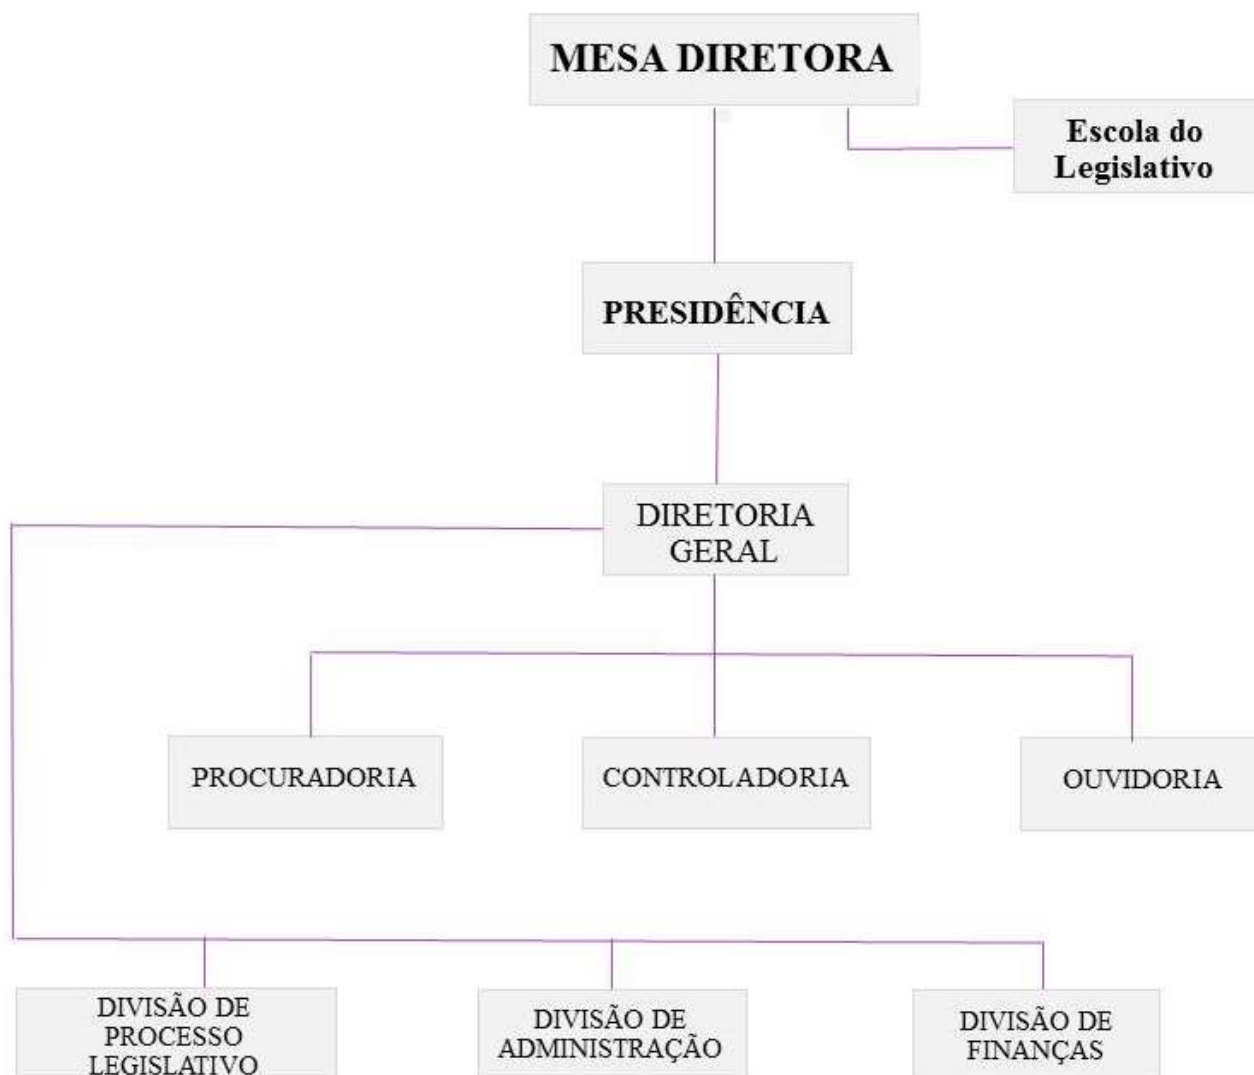 MESA DIRETORA
Escola do
Legislativo
PRESIDÊNCIA
DIRETORIA
GERAL
PROCURADORIA
CONTROLADORIA
OUVIDORIA
DIVISÃO DE
PROCESSO
LEGISLATIVO
DIVISÃO DE
ADMINISTRAÇÃO
DIVISÃO DE
FINANÇAS